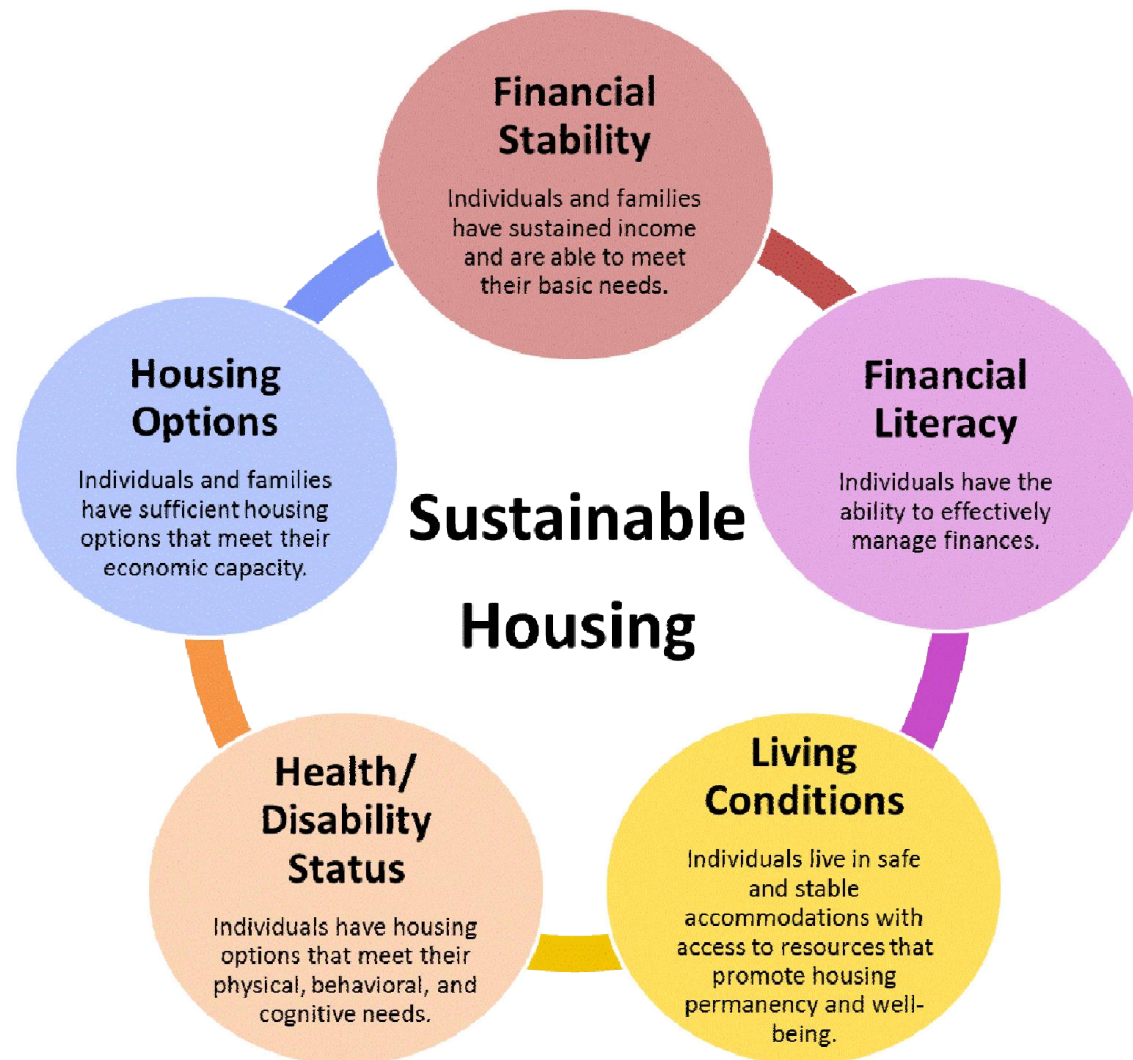 Financial
Stability
Individuals and families
have sustained income
and are able to meet
their basic needs.
Housing
Options
Individuals and families
have sufficient housing
options that meet their
economic capacity.
Financial
Literacy
Individuals have the
ability to effectively
manage finances.
Sustainable
Housing
Health/
Disability
Status
Individuals have housing
options that meet their
physical, behavioral, and
cognitive needs.
Living
Conditions
Individuals live in safe
and stable
accommodations with
access to resources that
promote housing
permanency and well-
being.